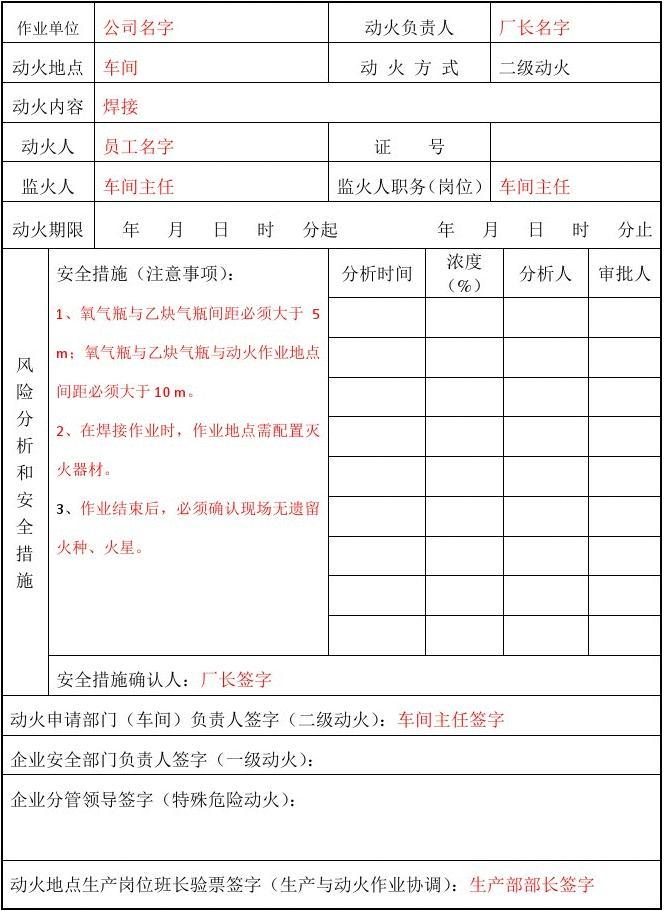 作业单位 公司名字 动火负责人 厂长名字
动火地点 车间 动 火 方 式 二级动火
动火内容 焊接
动火人 员工名字 证 号
监火人 车间主任 监火人职务(岗位) 车间主任
动火期限 年 月 日 时 分起 年 月 日 时 分止
风险分析和安全措施
安全措施（注意事项）：
1、氧气瓶与乙炔气瓶间距必须大于 5
m；氧气瓶与乙炔气瓶与动火作业地点
间距必须大于 10 m。
2、在焊接作业时，作业地点需配置灭
火器材。
3、作业结束后，必须确认现场无遗留
火种、火星。
分析时间 浓度（%） 分析人 审批人
安全措施确认人：厂长签字
动火申请部门（车间）负责人签字（二级动火）：车间主任签字
企业安全部门负责人签字（一级动火）：
企业分管领导签字（特殊危险动火）：
动火地点生产岗位班长验票签字（生产与动火作业协调）：生产部部长签字